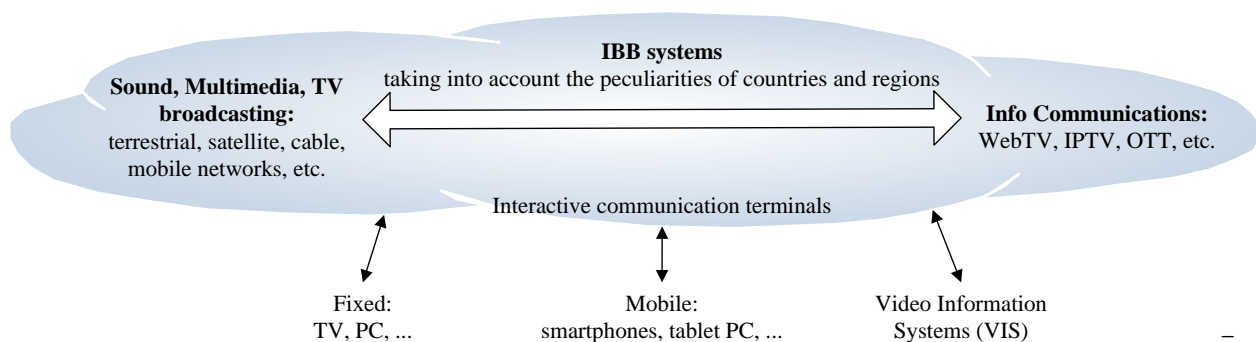 IBB systems
taking into account the peculiarities of countries and regions
Sound, Multimedia, TV
broadcasting:
terrestrial, satellite, cable,
mobile networks, etc.
Info Communications:
WebTV, IPTV, OTT, etc.
Interactive communication terminals
Fixed:
TV, PC, ...
Mobile:
smartphones, tablet PC, ...
Video Information
Systems (VIS)
–